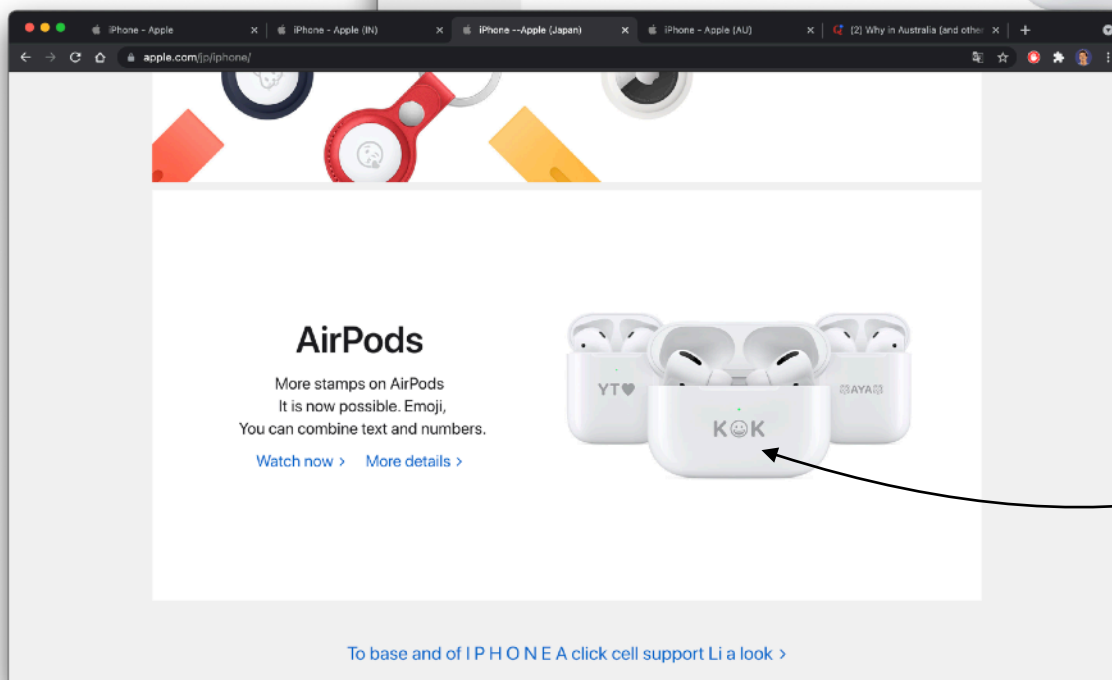 iPhone - Apple
iPhone - Apple (IN)
iPhone --Apple (Japan)
iPhone - Apple (AU)
(2) Why in Australia (and other
apple.com/jp/iphone/
AirPods
More stamps on AirPods
It is now possible. Emoji,
You can combine text and numbers.
Watch now > More details >
YT♥
K😀K
AYA
To base and of I P H O N E A click cell support Li a look >